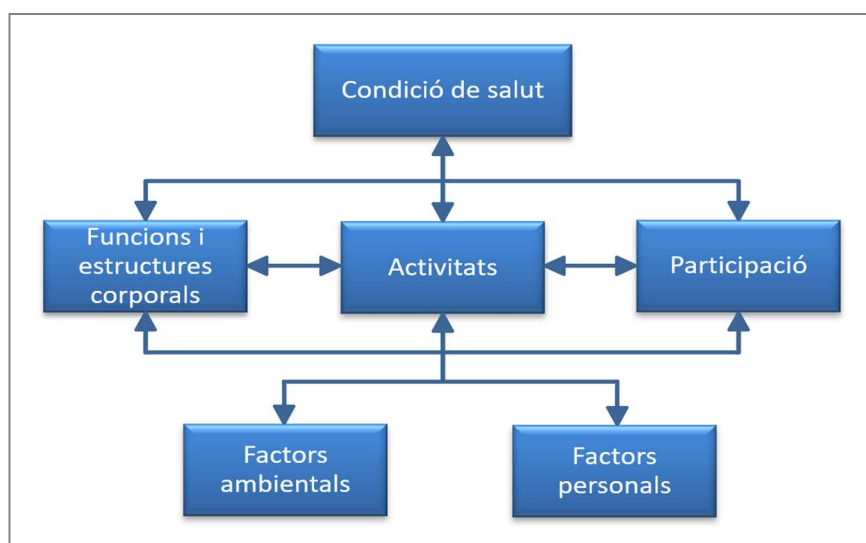 Condició de salut
Funcions i
estructures
corporals
Activitats
Participació
Factors
ambientals
Factors
personals